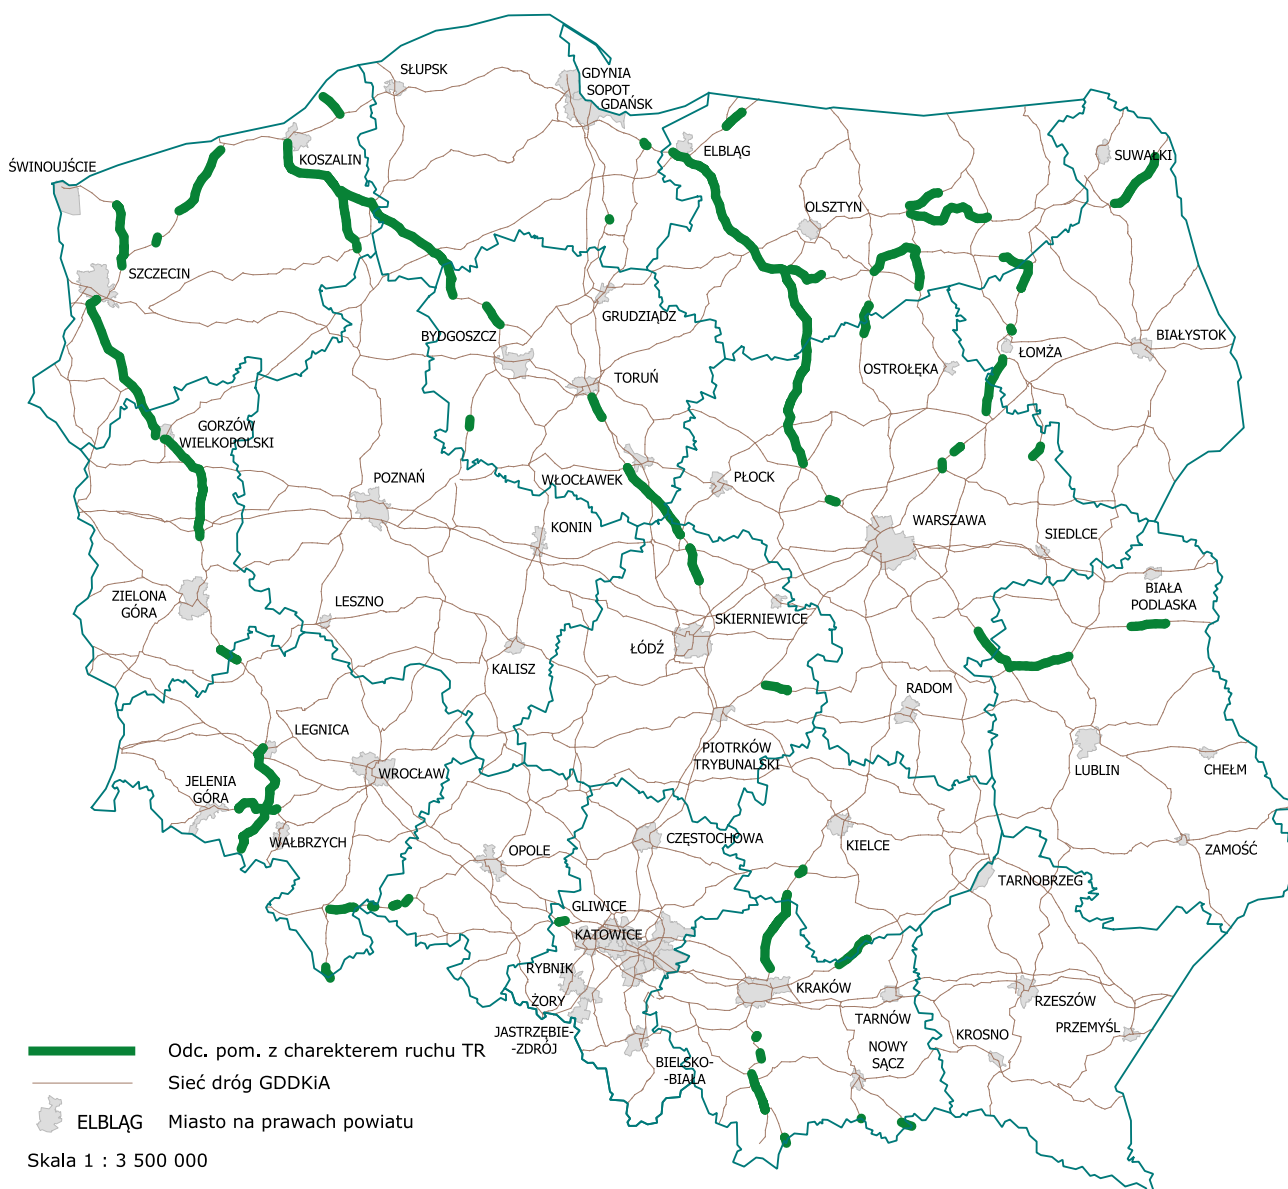 SŁUPSK
GDYNIA
SOPOT
GDAŃSK
KOSZALIN
ELBLĄG
SUWAŁKI
ŚWINOUJŚCIE
OLSZTYN
SZCZECIN
GRUDZIĄDZ
BYDGOSZCZ
BIAŁYSTOK
ŁOMŻA
OSTROŁĘKA
TORUŃ
GORZÓW
WIELKOPOLSKI
POZNAŃ
WŁOCŁAWEK
PŁOCK
KONIN
WARSZAWA
SIEDLCE
ZIELONA
GÓRA
LESZNO
BIAŁA
PODLASKA
SKIERNIEWICE
ŁÓDŹ
KALISZ
RADOM
LEGNICA
PIOTRKÓW
TRYBUNALSKI
WROCŁAW
JELENIA
GÓRA
LUBLIN
CHEŁM
WAŁBRZYCH
CZĘSTOCHOWA
KIELCE
OPOLE
ZAMOŚĆ
TARNOBRZEG
GLIWICE
KATOWICE
RYBNIK
ŻORY
KRAKÓW
RZESZÓW
TARNÓW
JASTRZĘBIE-
-ZDRÓJ
KROSNO
PRZEMYŚL
NOWY
SĄCZ
BIELSKO-
-BIAŁA
Odc. pom. z charekterem ruchu TR
Sieć dróg GDDKiA
ELBLĄG Miasto na prawach powiatu
Skala 1 : 3 500 000